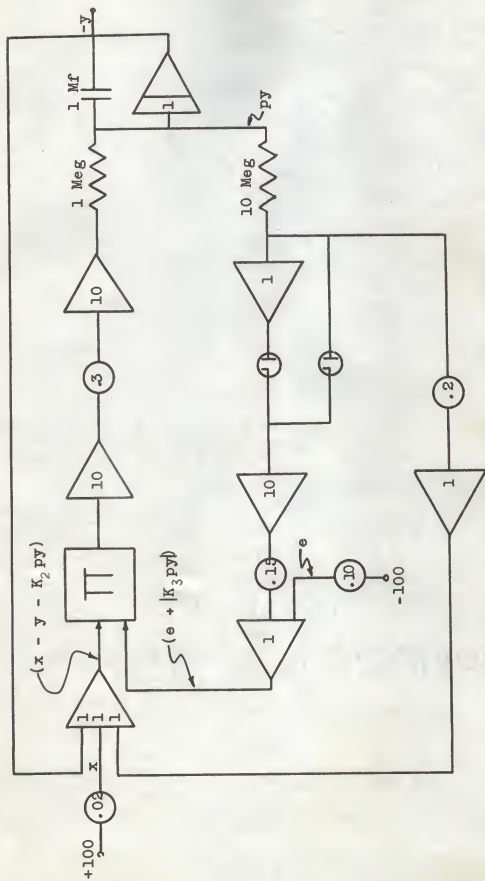 -y
1 Mf
1
py
1 Meg
10 Meg
10
.3
10
∏
(x - y - K₂py)
1
1
1
x
.02
+100
1
10
.15
e
.10
-100
1
(e + |K₃py|)
.2
1